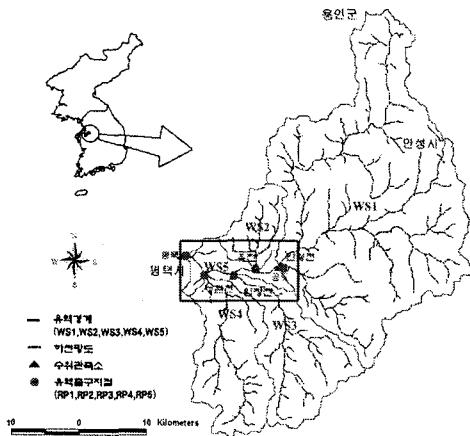 용인군
안성시
WS1
WS2
평택시
WS5
WS4
WS3
N
W
E
S
유역경계
(WS1,WS2,WS3,WS4,WS5)
하천망도
수위관측소
유역출구지점
(RP1,RP2,RP3,RP4,RP5)
10 0 10 Kilometers